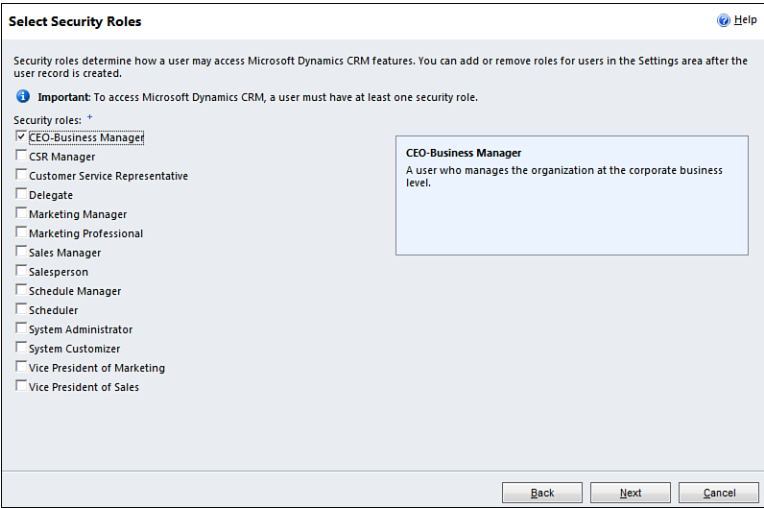 Select Security Roles
Help
Security roles determine how a user may access Microsoft Dynamics CRM features. You can add or remove roles for users in the Settings area after the
user record is created.
Important: To access Microsoft Dynamics CRM, a user must have at least one security role.
Security roles: +
CEO-Business Manager
CSR Manager
Customer Service Representative
Delegate
Marketing Manager
Marketing Professional
Sales Manager
Salesperson
Schedule Manager
Scheduler
System Administrator
System Customizer
Vice President of Marketing
Vice President of Sales
CEO-Business Manager
A user who manages the organization at the corporate business
level.
Back
Next
Cancel